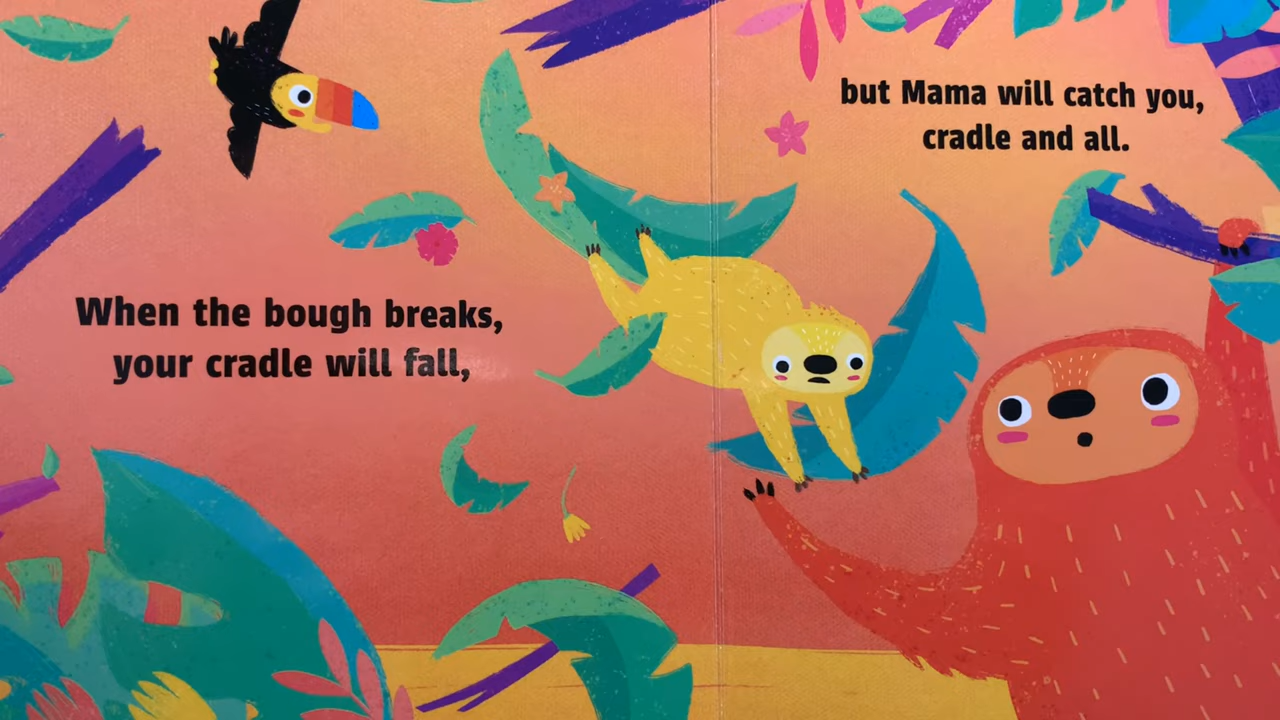 When the bough breaks,
your cradle will fall,
but Mama will catch you,
cradle and all.